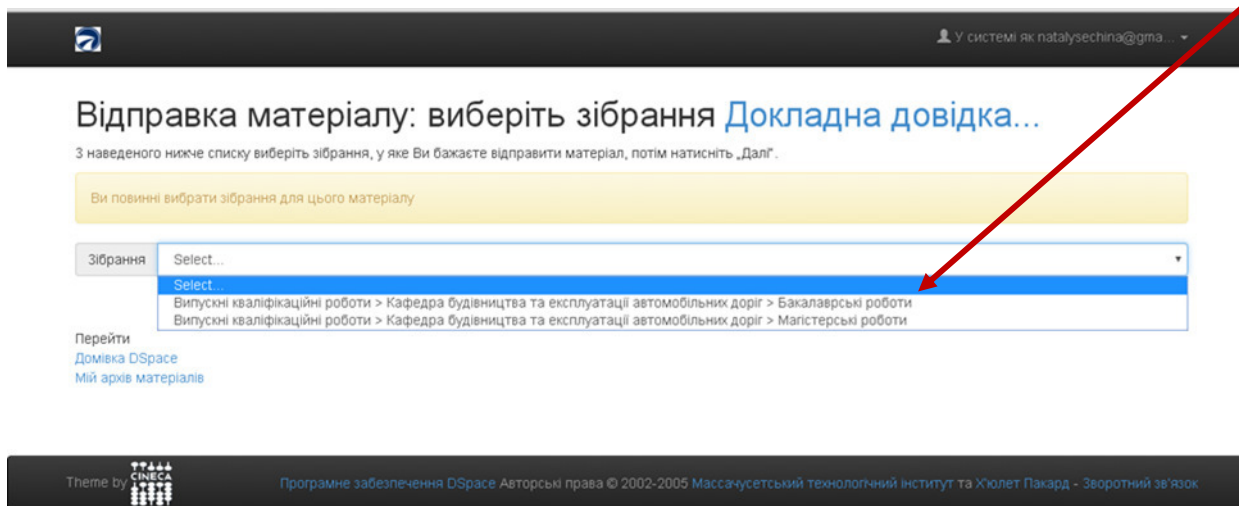 У системі як natalysechina@gma...
Відправка матеріалу: виберіть зібрання Докладна довідка...
З наведеного нижче списку виберіть зібрання, у яке Ви бажаєте відправити матеріал, потім натисніть „Далі“.
Ви повинні вибрати зібрання для цього матеріалу
Зібрання Select...
Select...
Випускні кваліфікаційні роботи > Кафедра будівництва та експлуатації автомобільних доріг > Бакалаврські роботи
Випускні кваліфікаційні роботи > Кафедра будівництва та експлуатації автомобільних доріг > Магістерські роботи
Перейти
Домівка DSpace
Мій архів матеріалів
Theme by CINECA Програмне забезпечення DSpace Авторські права © 2002-2005 Массачусетський технологічний інститут та Х’юлет Пакард - Зворотний зв’язок